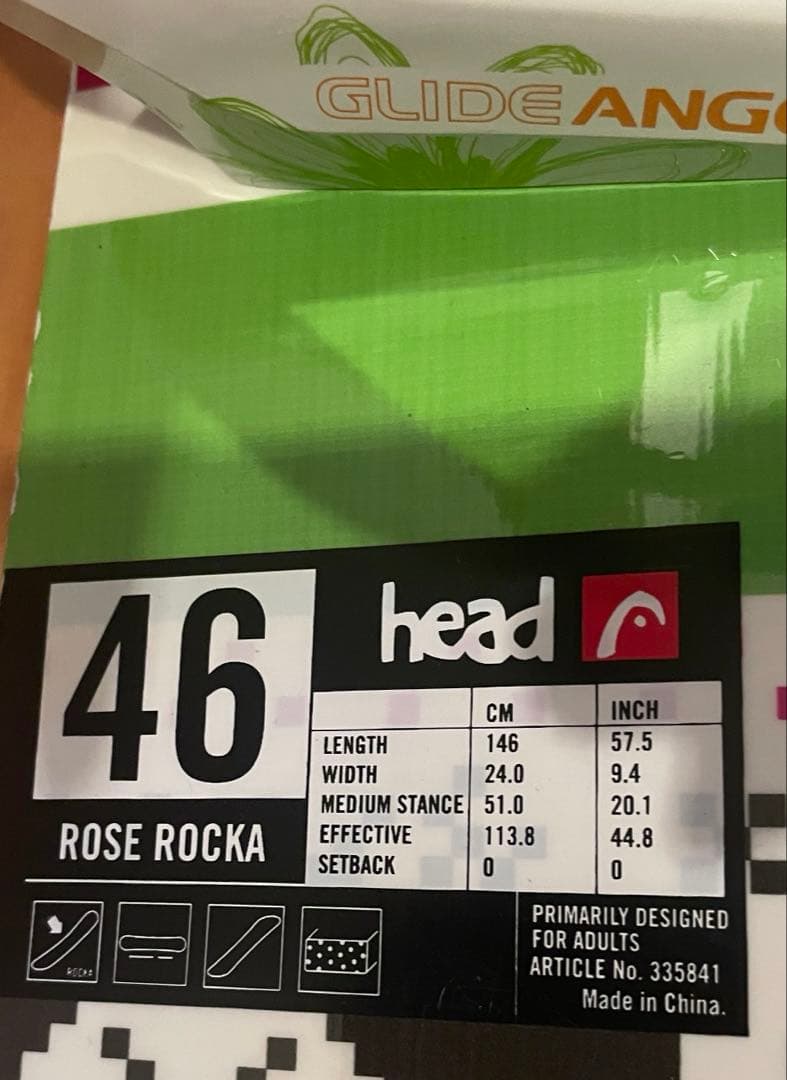 GLIDE ANG
46
head
ROSE ROCKA
CM INCH
LENGTH 146 57.5
WIDTH 24.0 9.4
MEDIUM STANCE 51.0 20.1
EFFECTIVE 113.8 44.8
SETBACK 0 0
ROCKA
PRIMARILY DESIGNED
FOR ADULTS
ARTICLE No. 335841
Made in China.